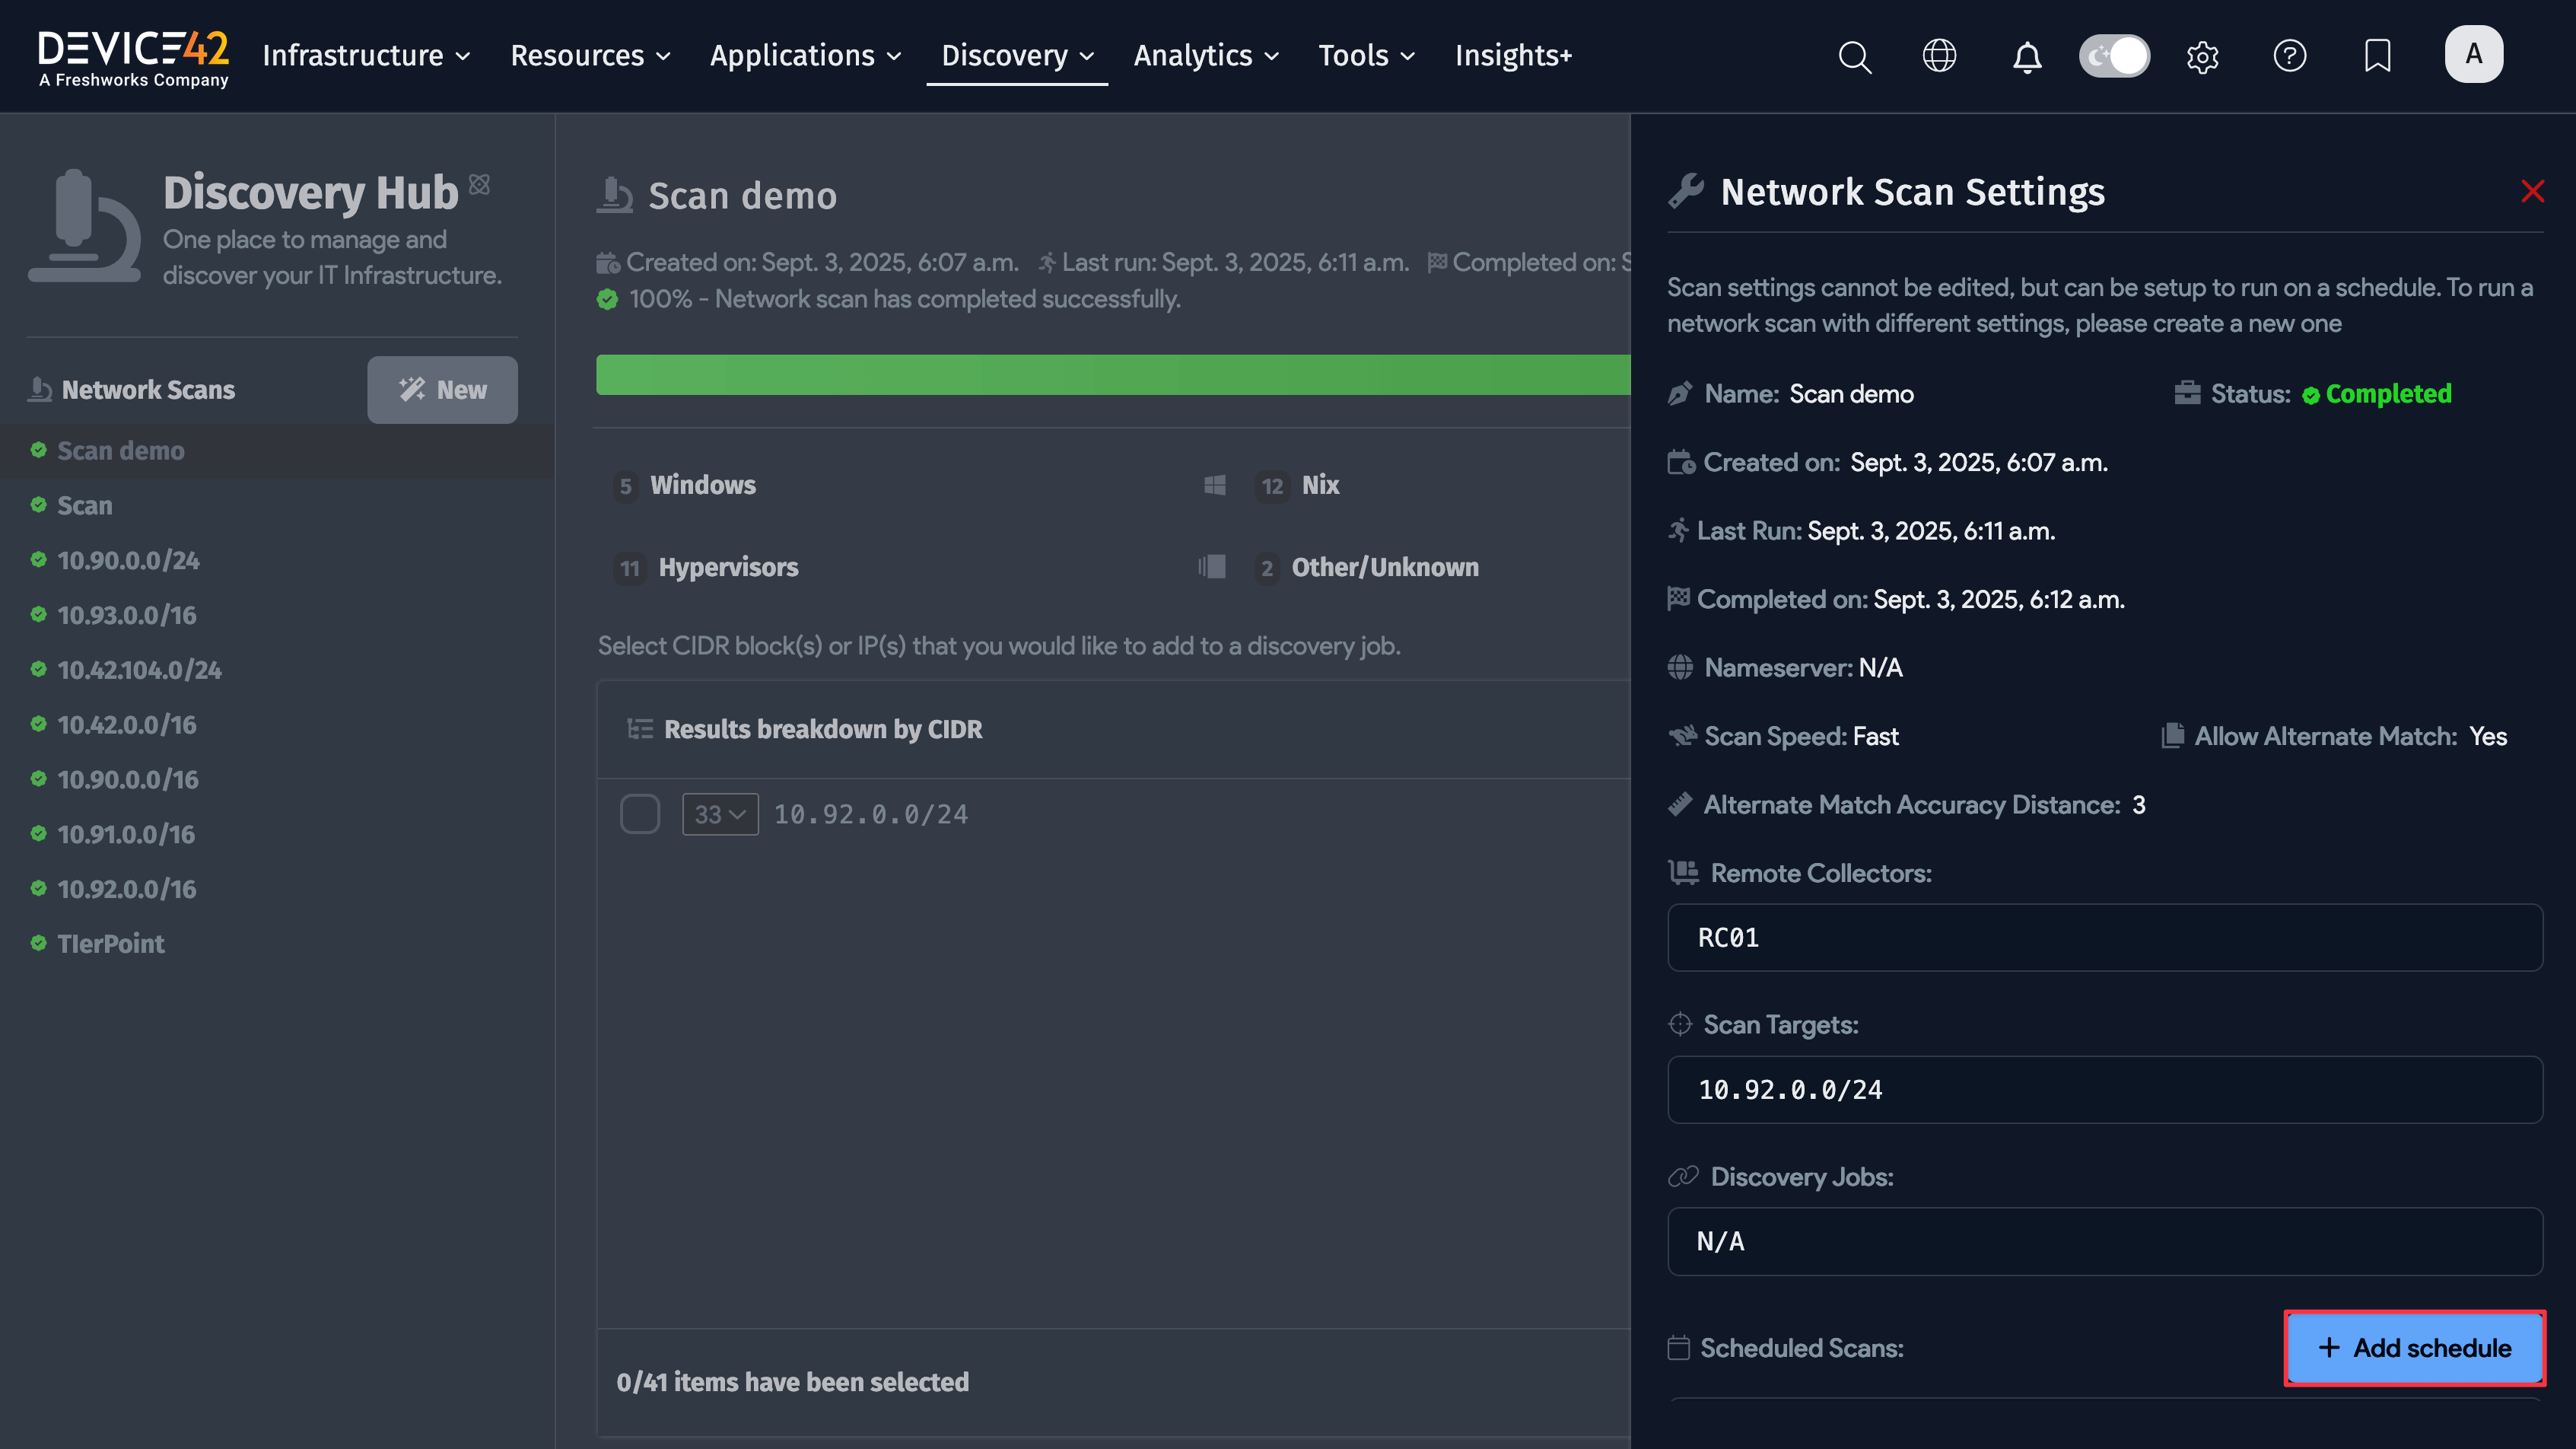 DEVICE42
A Freshworks Company
Infrastructure
Resources
Applications
Discovery
Analytics
Tools
Insights+
A
Discovery Hub
One place to manage and
discover your IT Infrastructure.
Network Scans
New
Scan demo
Scan
10.90.0.0/24
10.93.0.0/16
10.42.104.0/24
10.42.0.0/16
10.90.0.0/16
10.91.0.0/16
10.92.0.0/16
TIerPoint
Scan demo
Created on: Sept. 3, 2025, 6:07 a.m. Last run: Sept. 3, 2025, 6:11 a.m. Completed on: S
100% - Network scan has completed successfully.
5 Windows
12 Nix
11 Hypervisors
2 Other/Unknown
Select CIDR block(s) or IP(s) that you would like to add to a discovery job.
Results breakdown by CIDR
33 10.92.0.0/24
0/41 items have been selected
Network Scan Settings
Scan settings cannot be edited, but can be setup to run on a schedule. To run a
network scan with different settings, please create a new one
Name: Scan demo
Status: Completed
Created on: Sept. 3, 2025, 6:07 a.m.
Last Run: Sept. 3, 2025, 6:11 a.m.
Completed on: Sept. 3, 2025, 6:12 a.m.
Nameserver: N/A
Scan Speed: Fast
Allow Alternate Match: Yes
Alternate Match Accuracy Distance: 3
Remote Collectors:
RC01
Scan Targets:
10.92.0.0/24
Discovery Jobs:
N/A
Scheduled Scans:
+ Add schedule